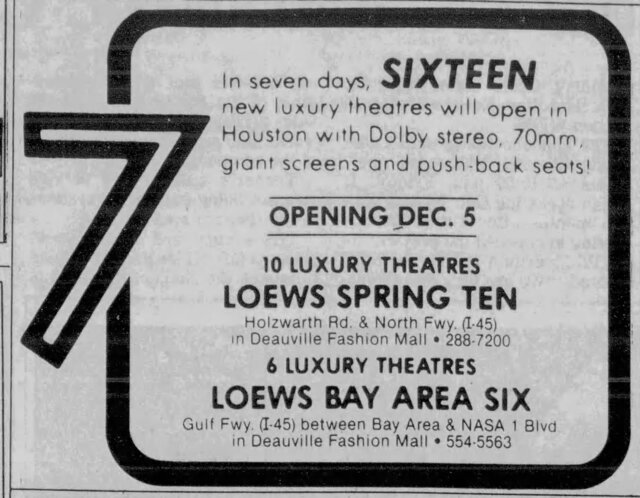 7
In seven days, SIXTEEN
new luxury theatres will open in
Houston with Dolby stereo, 70mm,
giant screens and push-back seats!
OPENING DEC. 5
10 LUXURY THEATRES
LOEWS SPRING TEN
Holzwarth Rd. & North Fwy. (I-45)
in Deauville Fashion Mall • 288-7200
6 LUXURY THEATRES
LOEWS BAY AREA SIX
Gulf Fwy. (I-45) between Bay Area & NASA 1 Blvd
in Deauville Fashion Mall • 554-5563